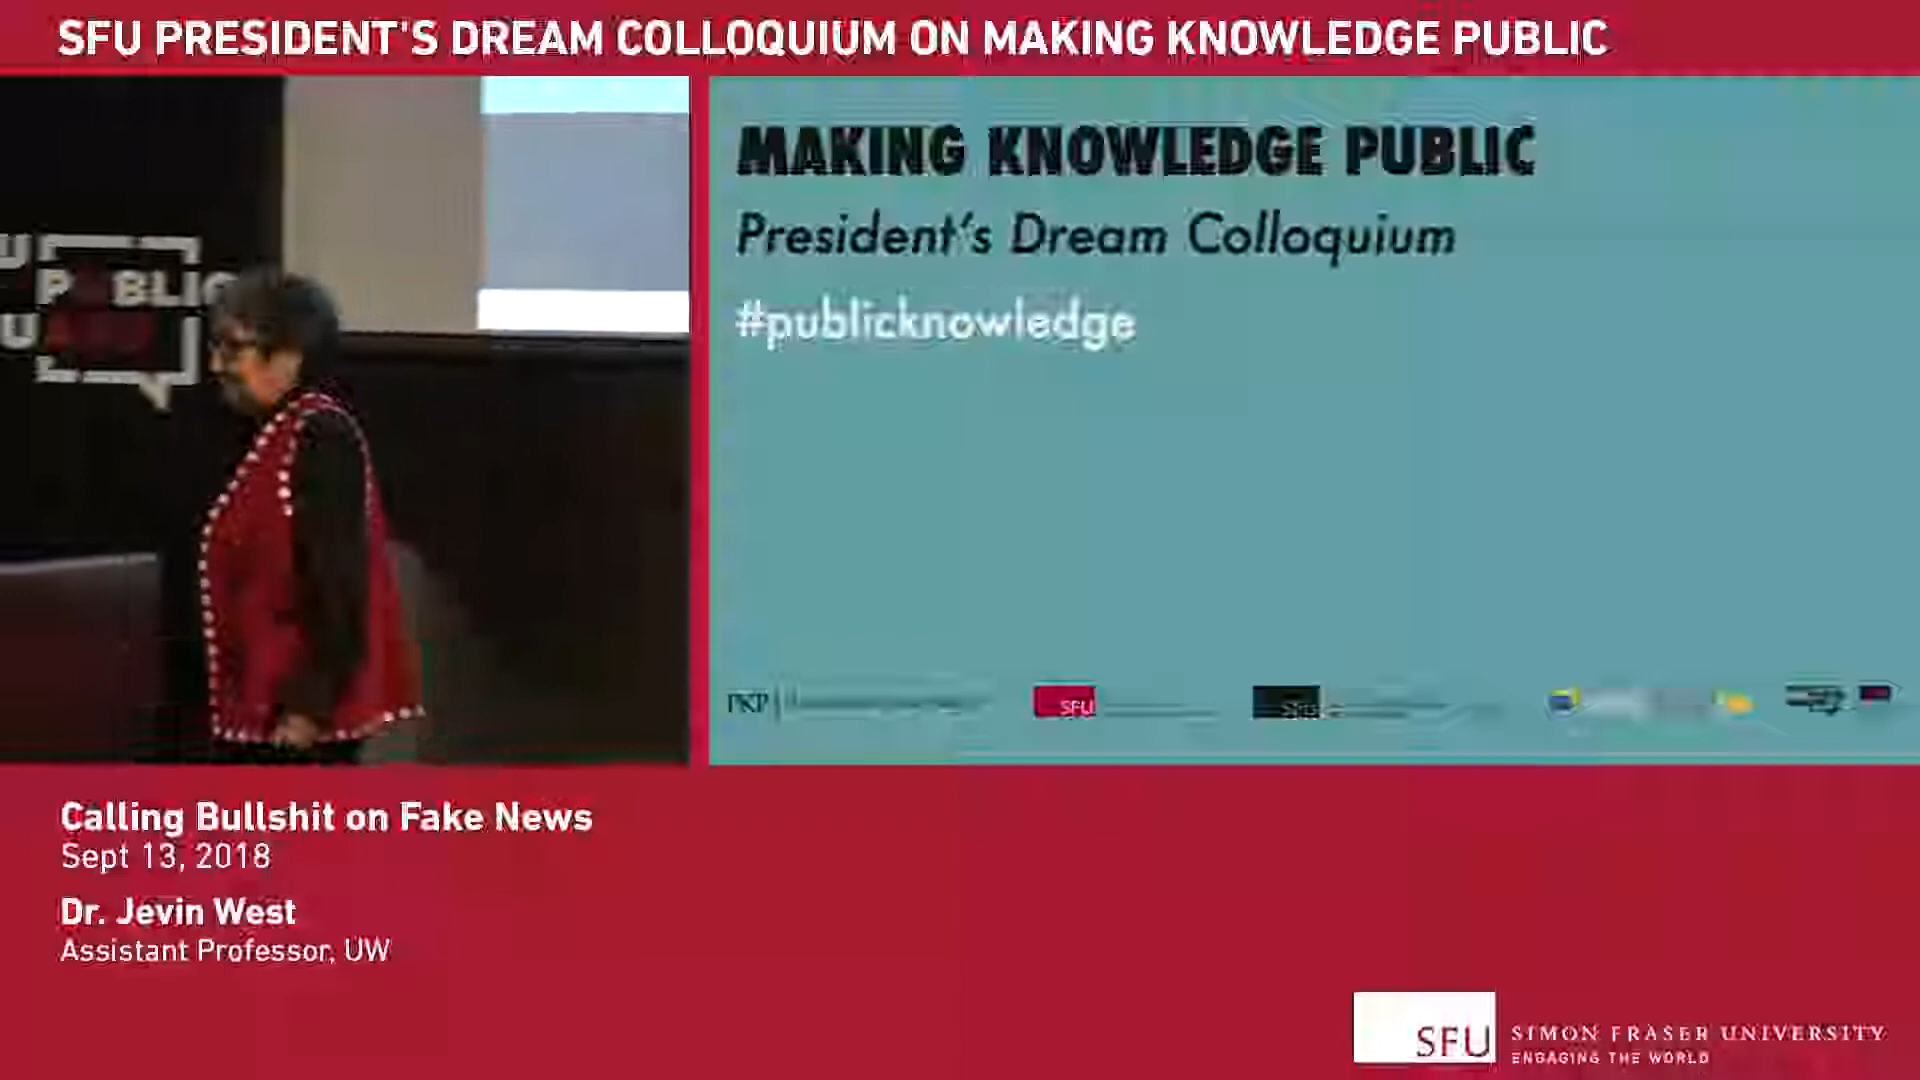 SFU PRESIDENT'S DREAM COLLOQUIUM ON MAKING KNOWLEDGE PUBLIC
PUBLIC
MAKING KNOWLEDGE PUBLIC
President's Dream Colloquium
#publicknowledge
PKP
SFU
Calling Bullshit on Fake News
Sept 13, 2018
Dr. Jevin West
Assistant Professor, UW
SFU
SIMON FRASER UNIVERSITY
ENGAGING THE WORLD